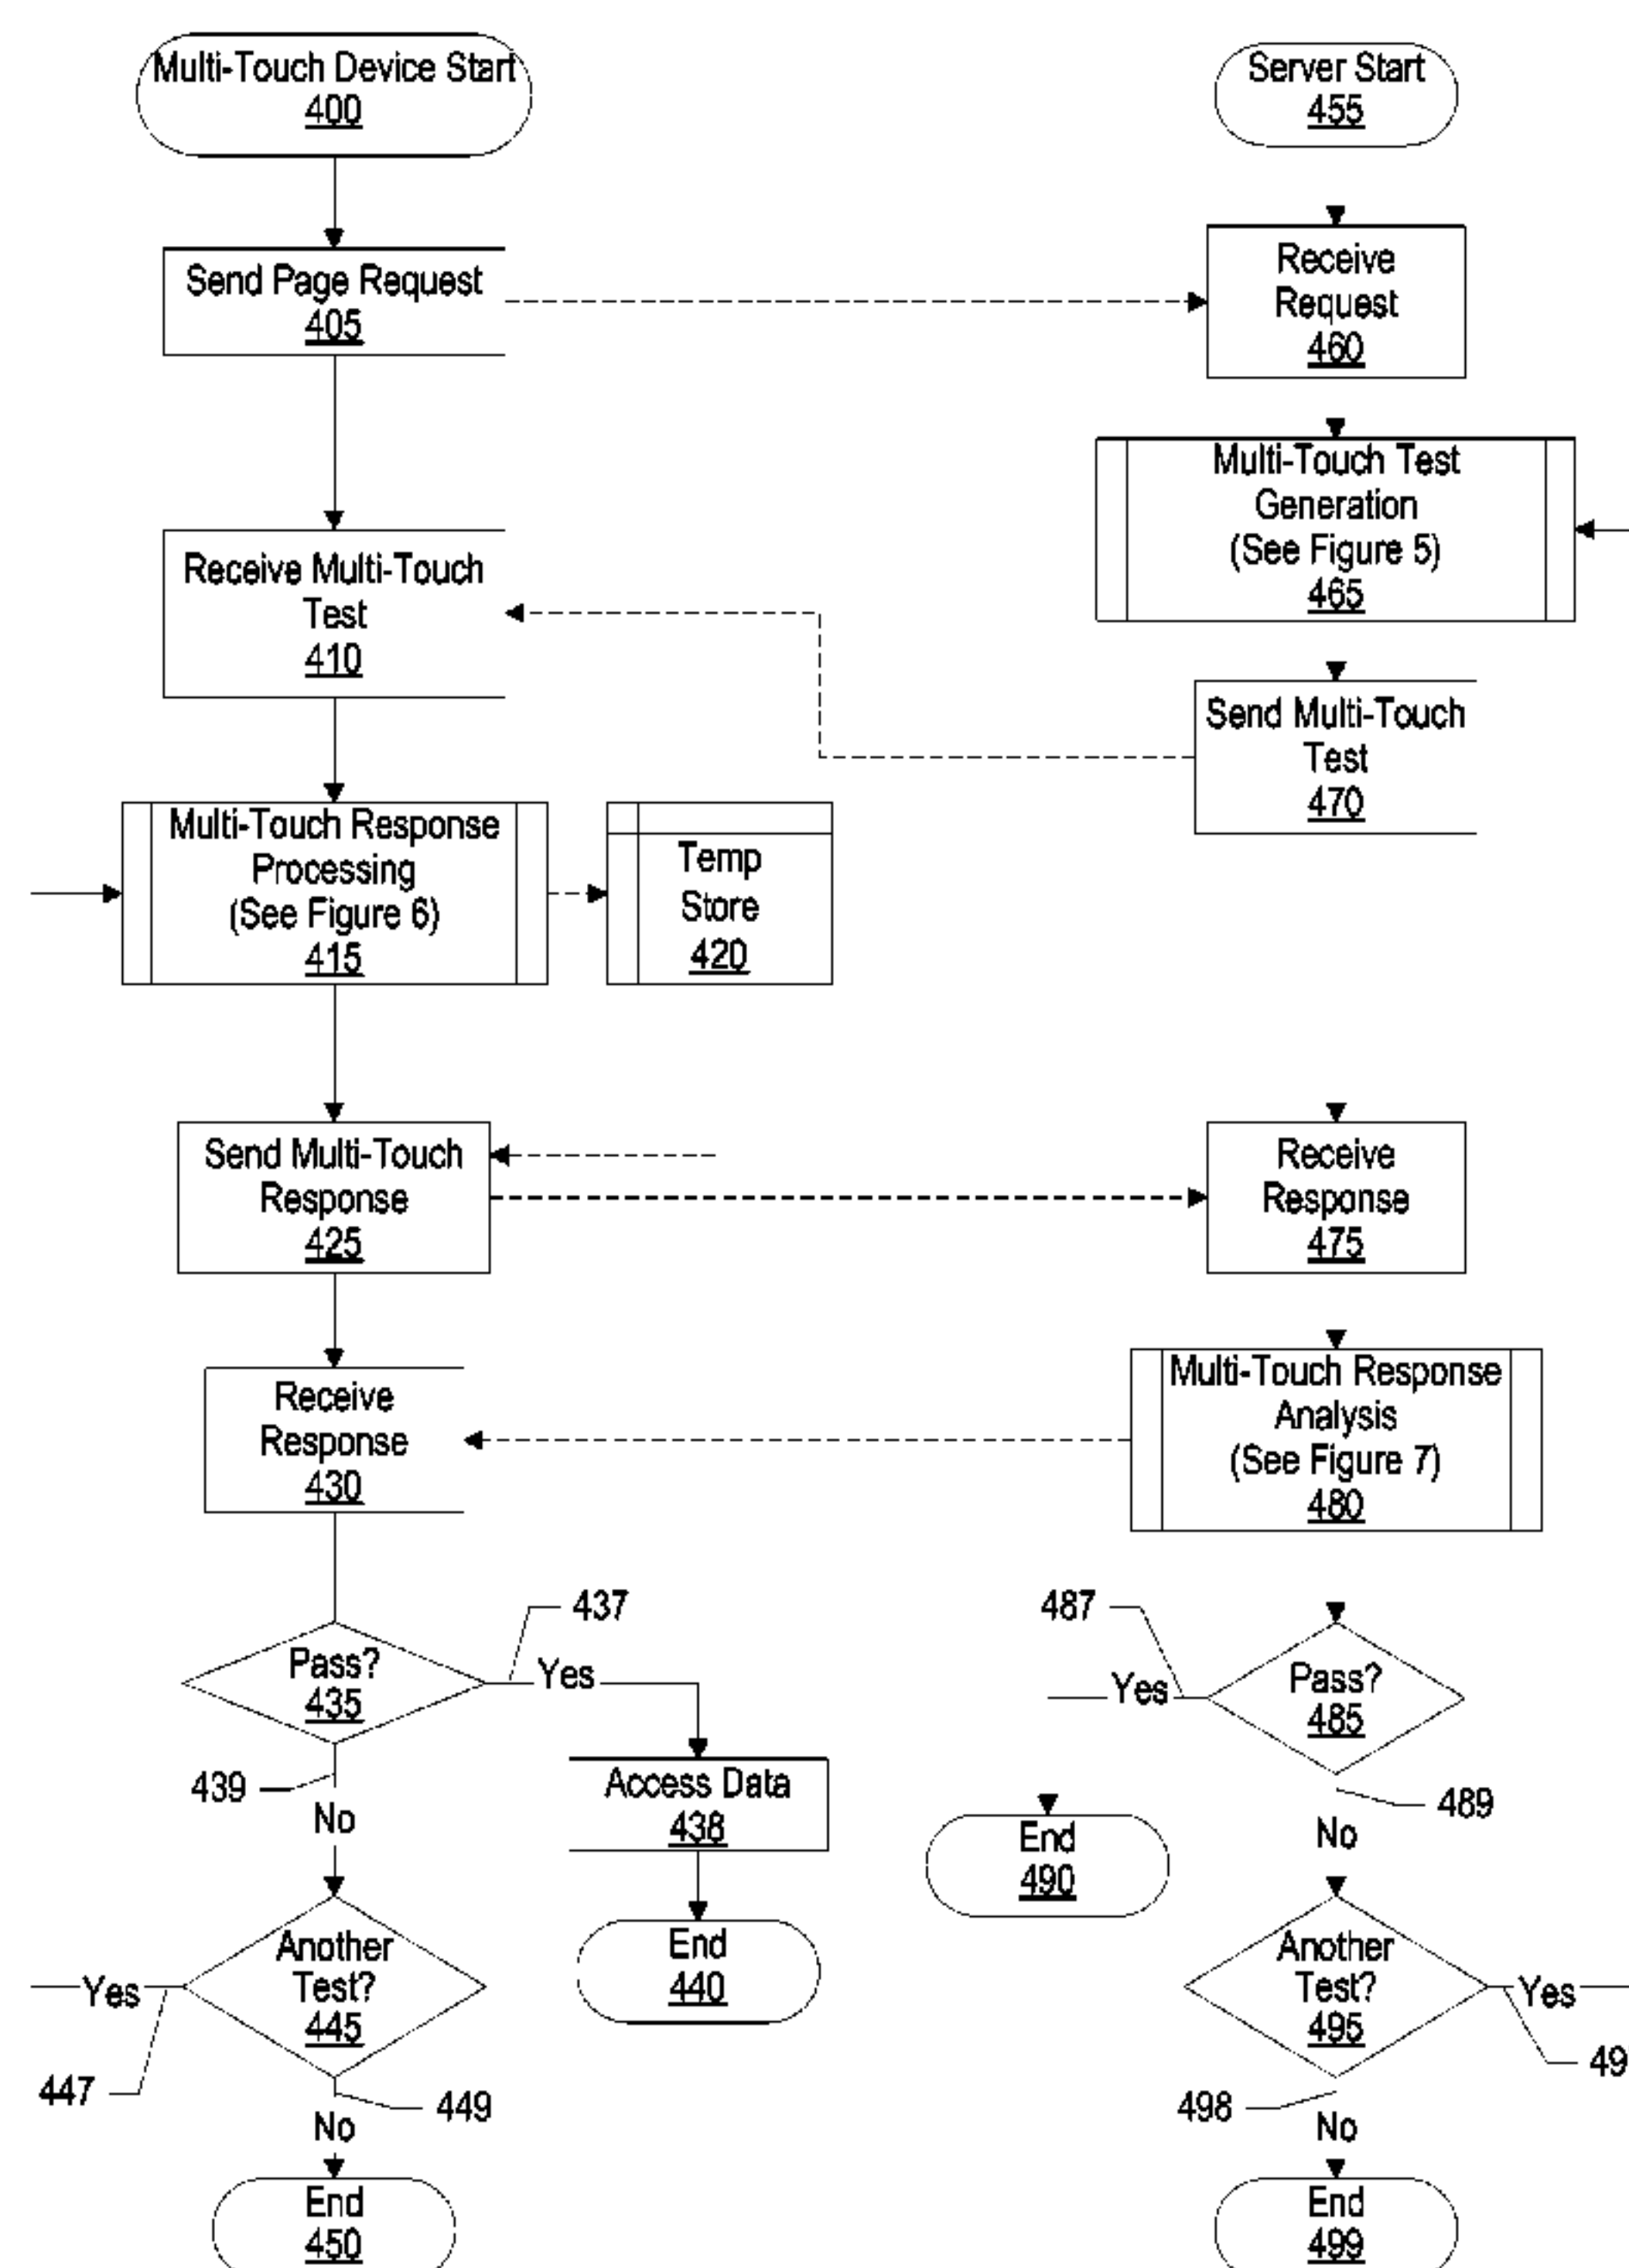 Multi-Touch Device Start
400
Server Start
455
Send Page Request
405
Receive
Request
460
Multi-Touch Test
Generation
(See Figure 5)
465
Receive Multi-Touch
Test
410
Send Multi-Touch
Test
470
Multi-Touch Response
Processing
(See Figure 6)
415
Temp
Store
420
Send Multi-Touch
Response
425
Receive
Response
475
Receive
Response
430
Multi-Touch Response
Analysis
(See Figure 7)
480
437
487
Pass?
435
Yes
Yes
Pass?
485
439
No
Access Data
438
489
No
End
490
Another
Test?
445
Yes
447
449
No
End
440
Another
Test?
495
Yes
49
498
No
End
450
End
499